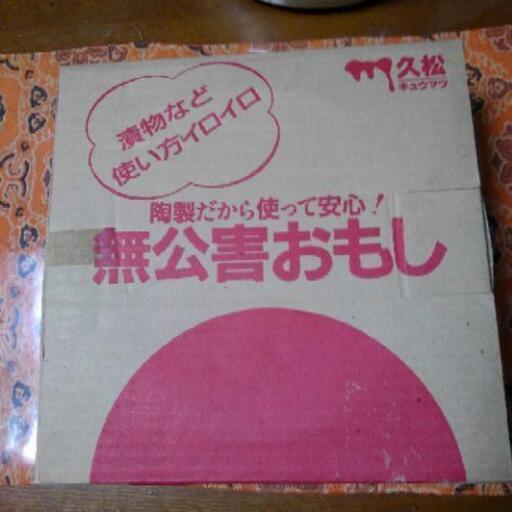 漬物など
使い方イロイロ
久松
キュウマツ
陶製だから使って安心！
無公害おもし